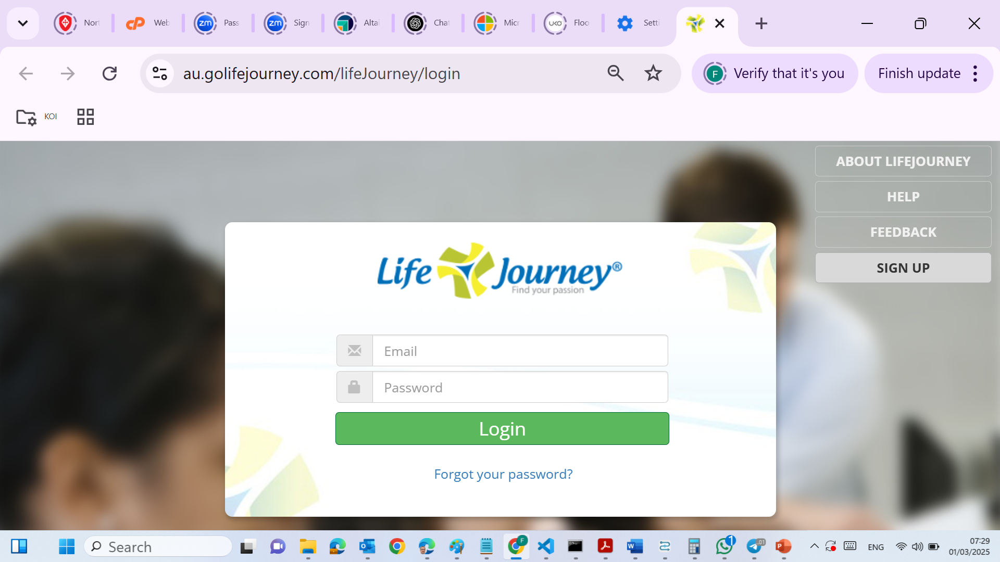 Nort
Web
Pass
Sign
Altai
Chat
Micr
Floo
Setti
au.golifejourney.com/lifeJourney/login
F
Verify that it's you
Finish update
KOI
ABOUT LIFEJOURNEY
HELP
FEEDBACK
SIGN UP
Life Journey®
Find your passion
Email
Password
Login
Forgot your password?
Search
ENG
07:29
01/03/2025